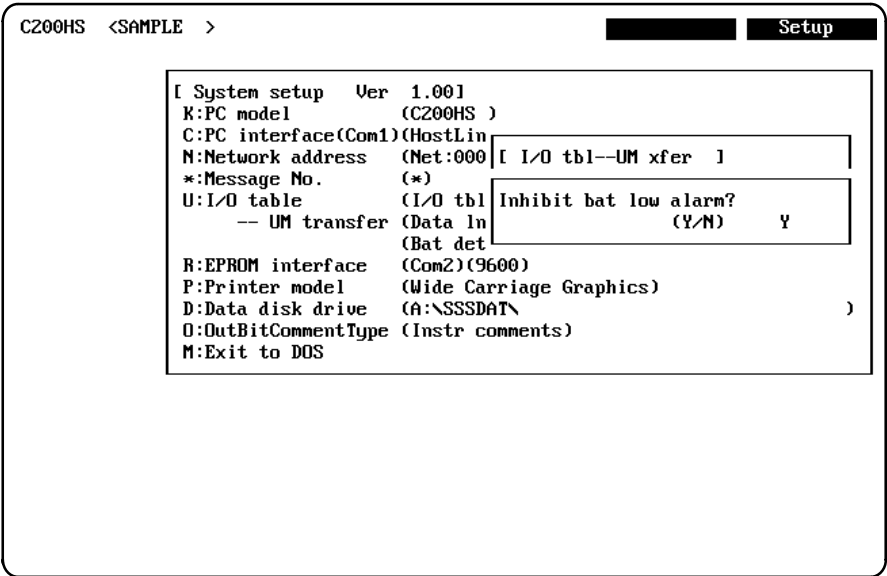 C200HS <SAMPLE > Setup
[ System setup Ver 1.00]
K:PC model (C200HS )
C:PC interface(Com1)(HostLin
N:Network address (Net:000
[ I/O tbl--UM xfer ]
*:Message No. (*)
U:I/O table (I/O tbl
Inhibit bat low alarm?
-- UM transfer (Data ln
(Y/N) Y
(Bat det
R:EPROM interface (Com2)(9600)
P:Printer model (Wide Carriage Graphics)
D:Data disk drive (A:\SSSDAT\ )
O:OutBitCommentType (Instr comments)
M:Exit to DOS